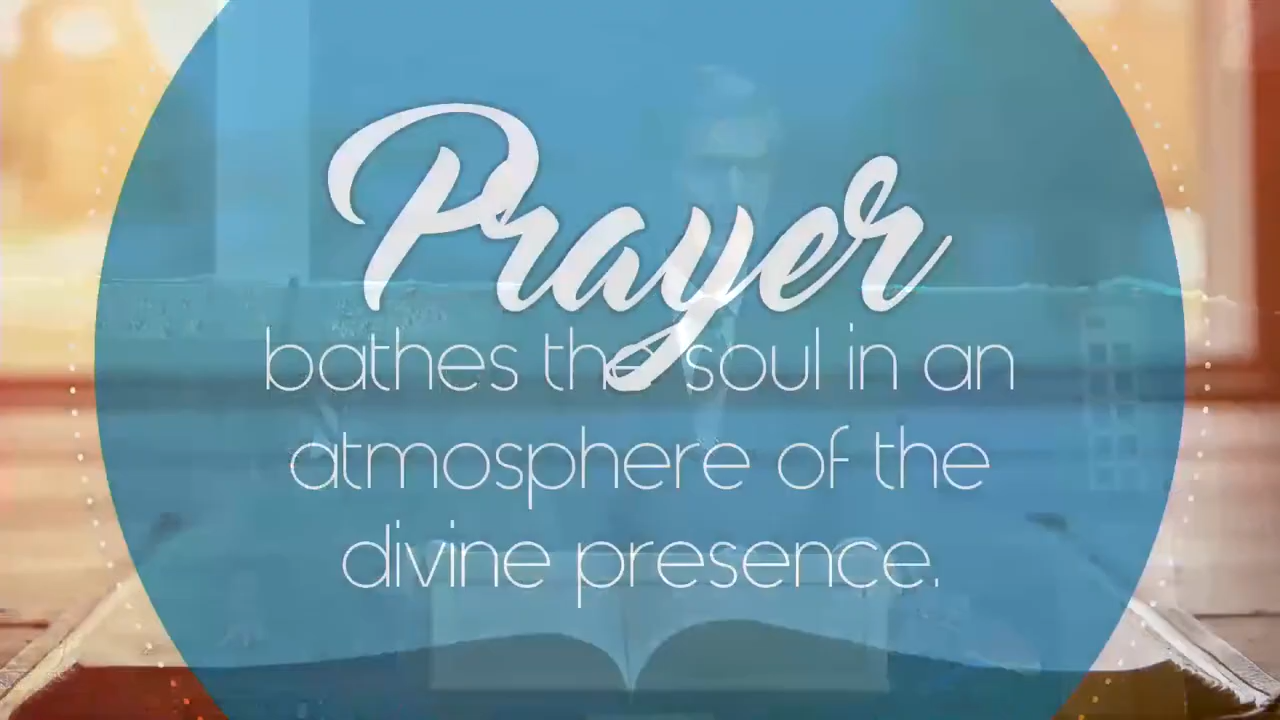 Prayer
bathes the soul in an
atmosphere of the
divine presence.